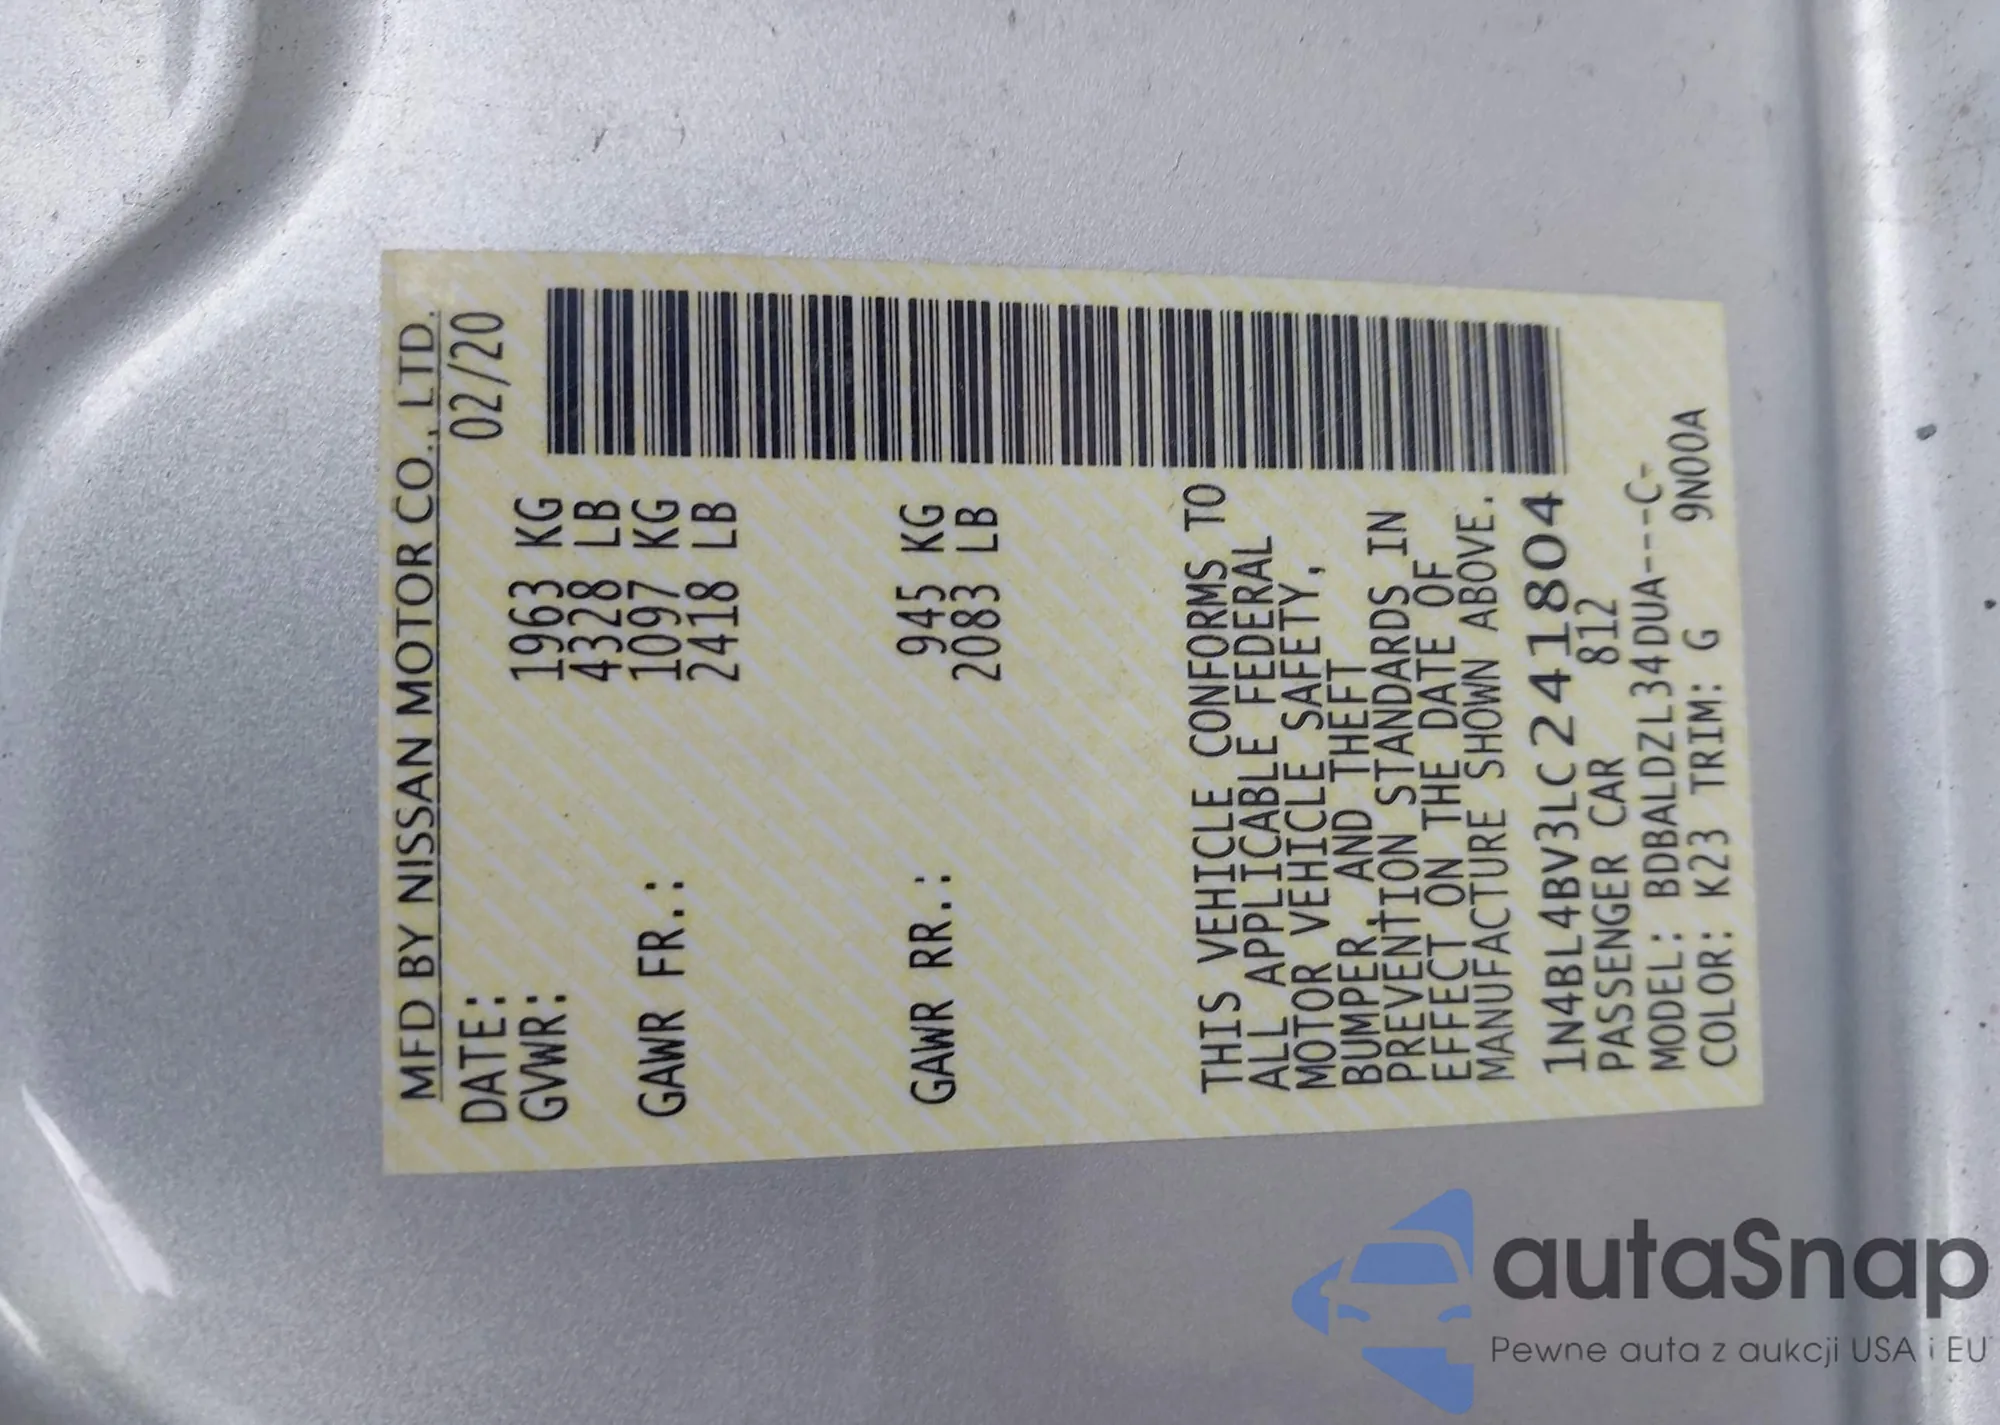 MFD BY NISSAN MOTOR CO., LTD.
DATE: 02/20
GVWR: 1963 KG
4328 LB
GAWR FR.: 1097 KG
2418 LB
GAWR RR.: 945 KG
2083 LB
THIS VEHICLE CONFORMS TO
ALL APPLICABLE FEDERAL
MOTOR VEHICLE SAFETY,
BUMPER, AND THEFT
PREVENTION STANDARDS IN
EFFECT ON THE DATE OF
MANUFACTURE SHOWN ABOVE.
1N4BL4BV3LC241804
PASSENGER CAR 812
MODEL: BDBALDZL34DUA---C-
COLOR: K23 TRIM: G 9N00A
autaSnap
Pewne auta z aukcji USA i EU